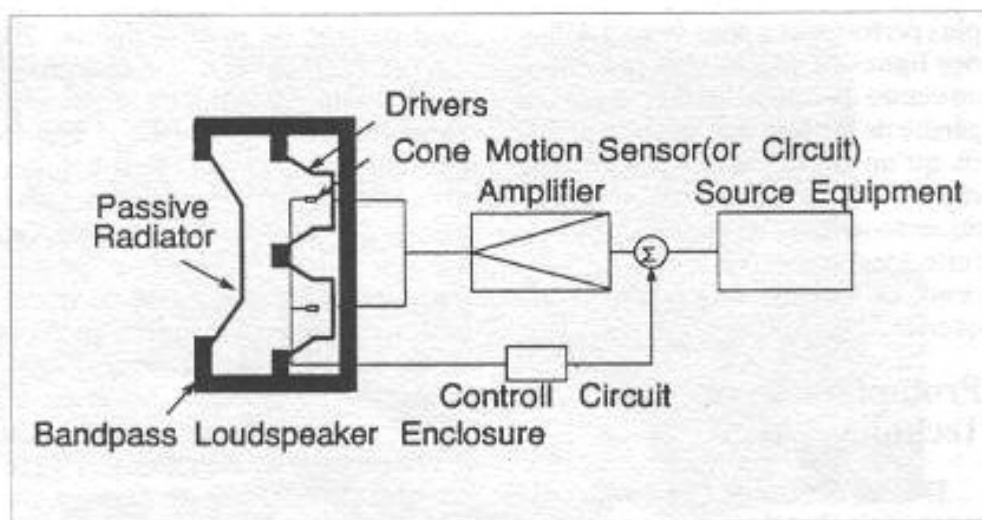 Drivers
Cone Motion Sensor(or Circuit)
Amplifier
Source Equipment
Passive
Radiator
Σ
Controll Circuit
Bandpass Loudspeaker Enclosure